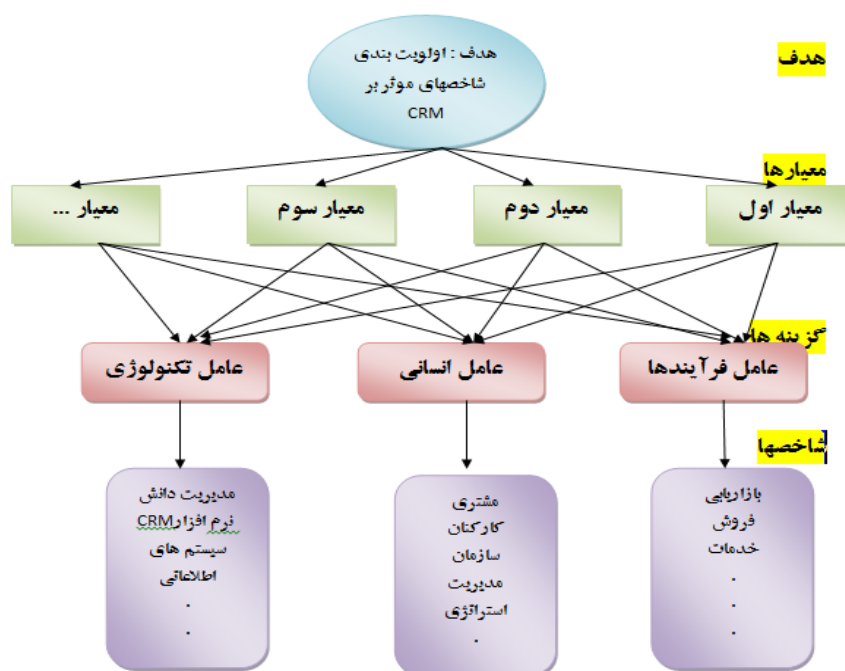 هدف : اولویت بندی
شاخصهای موثر بر
CRM
هدف
معیارها
معیار اول
معیار دوم
معیار سوم
معیار ...
گزینه ها
عامل فرآیندها
عامل انسانی
عامل تکنولوژی
شاخصها
بازاریابی
فروش
خدمات
.
.
.
مشتری
کارکنان
سازمان
مدیریت
استراتژی
.
مدیریت دانش
نرم افزارCRM
سیستم های
اطلاعاتی
.
.